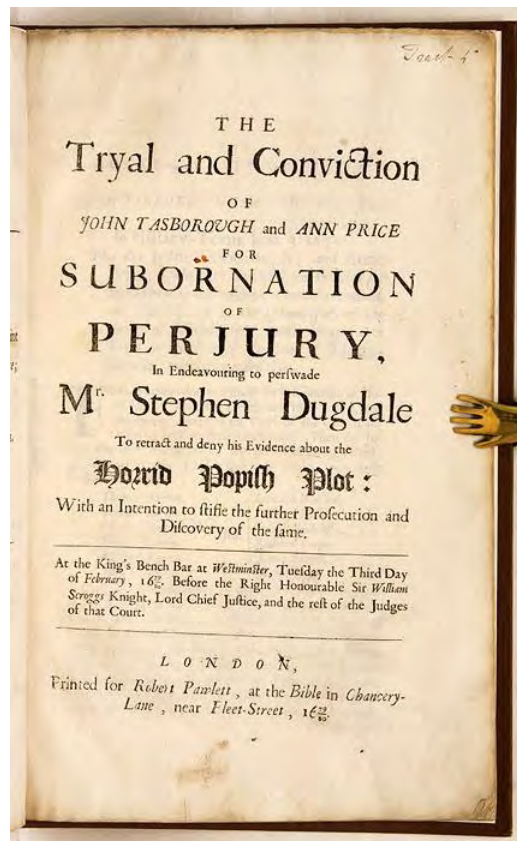 THE
Tryal and Conviction
OF
JOHN TASBOROUGH and ANN PRICE
FOR
SUBORNATION
OF
PERJURY,
In Endeavouring to perſwade
Mr. Stephen Dugdale
To retract and deny his Evidence about the
Horrid Popiſh Plot:
With an Intention to ſtifle the further Proſecution and
Diſcovery of the ſame.
At the King's Bench Bar at Weſtminſter, Tueſday the Third Day
of February, 16 79/80. Before the Right Honourable Sir William
Scroggs Knight, Lord Chief Juſtice, and the reſt of the Judges
of that Court.
LONDON,
Printed for Robert Pawlett, at the Bible in Chancery-
Lane, near Fleet-Street, 16 79/80.